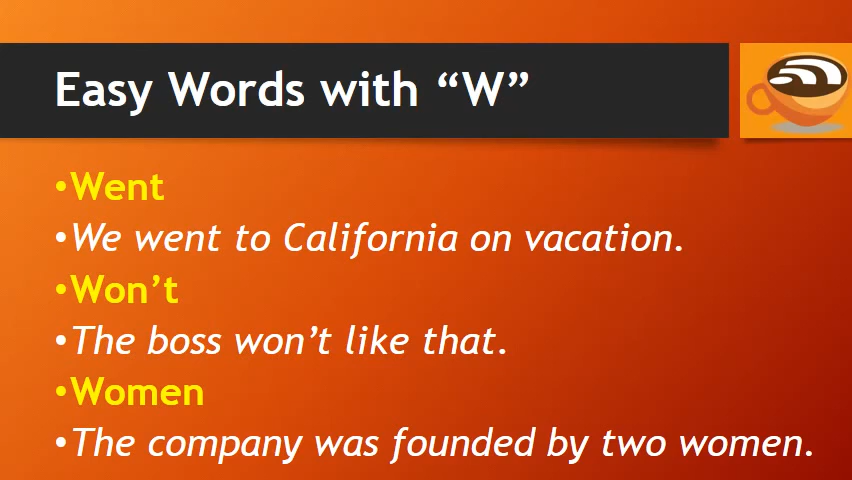 Easy Words with “W”
•Went
•We went to California on vacation.
•Won’t
•The boss won’t like that.
•Women
•The company was founded by two women.